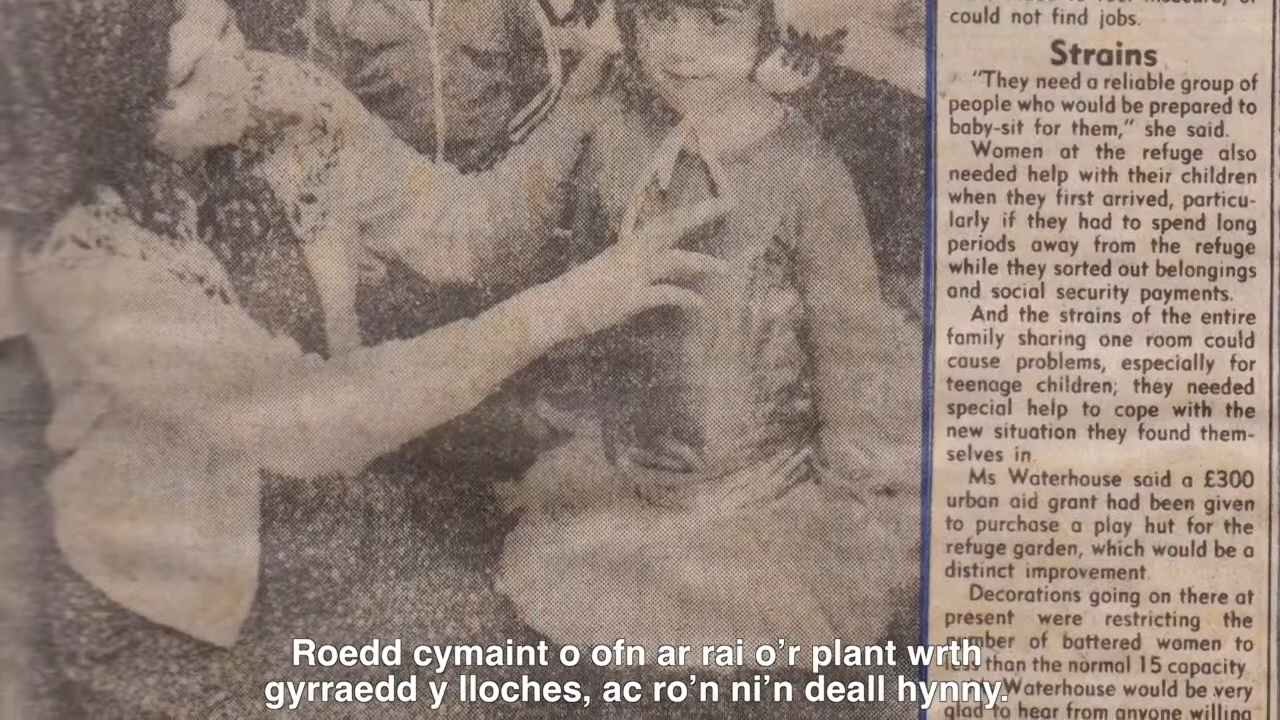 could not find jobs.
Strains
"They need a reliable group of
people who would be prepared to
baby-sit for them," she said.
Women at the refuge also
needed help with their children
when they first arrived, particu-
larly if they had to spend long
periods away from the refuge
while they sorted out belongings
and social security payments.
And the strains of the entire
family sharing one room could
cause problems, especially for
teenage children; they needed
special help to cope with the
new situation they found them-
selves in.
Ms Waterhouse said a £300
urban aid grant had been given
to purchase a play hut for the
refuge garden, which would be a
distinct improvement.
Decorations going on there at
present were restricting the
number of battered women to
than the normal 15 capacity.
Waterhouse would be very
glad to hear from anyone willing
Roedd cymaint o ofn ar rai o'r plant wrth
gyrraedd y lloches, ac ro'n ni'n deall hynny.